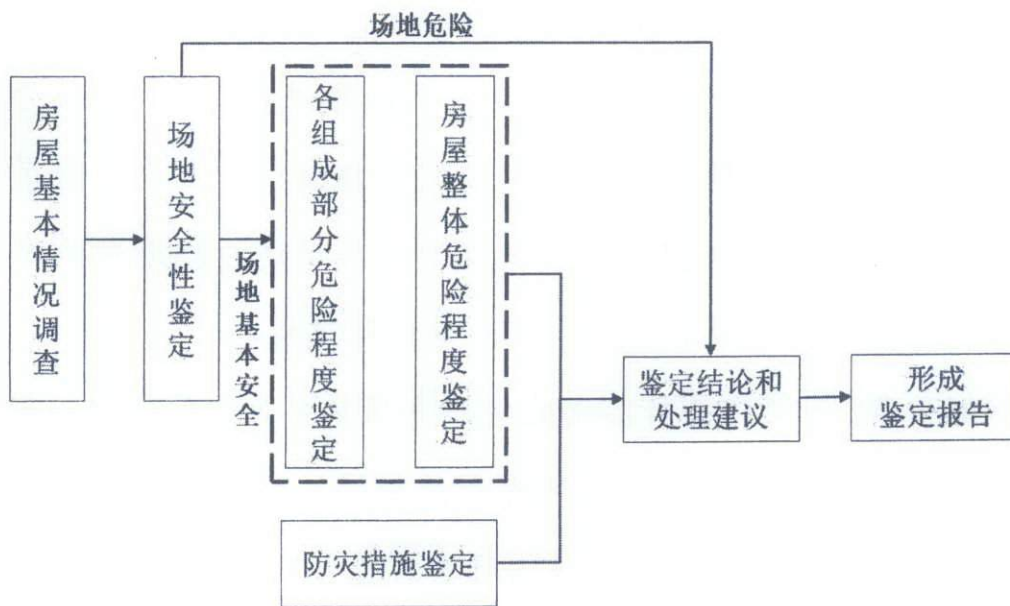 场地危险
房屋基本情况调查
场地安全性鉴定
场地基本安全
各组成部分危险程度鉴定
房屋整体危险程度鉴定
防灾措施鉴定
鉴定结论和
处理建议
形成
鉴定报告